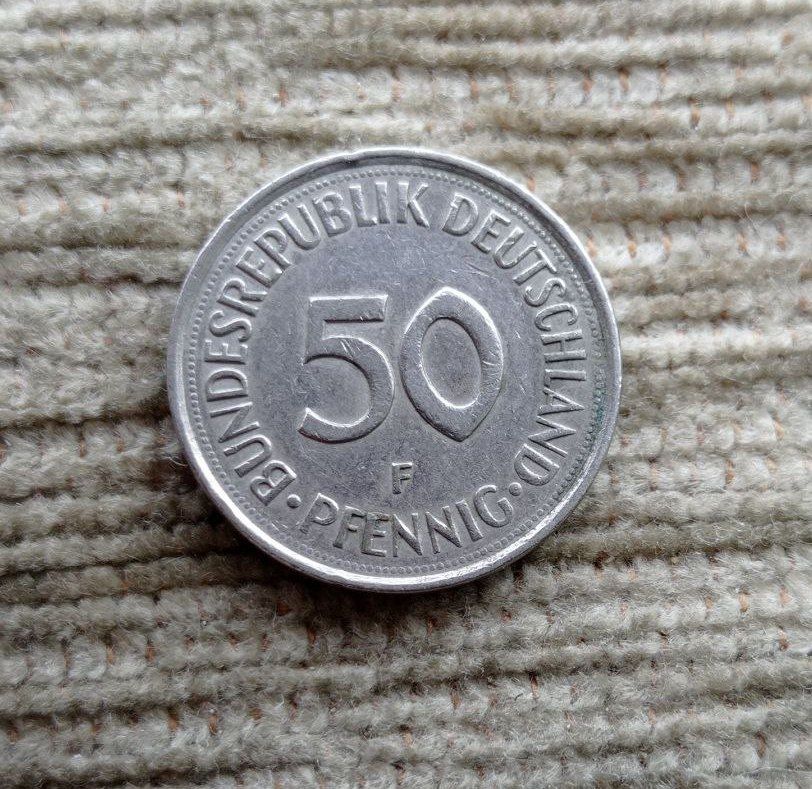 BUNDESREPUBLIK DEUTSCHLAND
50
F
· PFENNIG ·